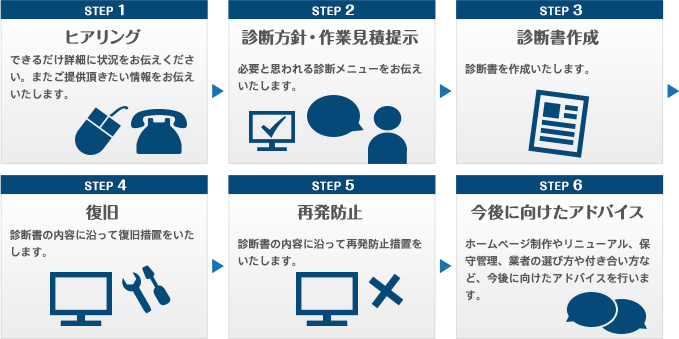 STEP 1
ヒアリング
できるだけ詳細に状況をお伝えくださ
い。またご提供頂きたい情報をお伝え
いたします。
STEP 2
診断方針・作業見積提示
必要と思われる診断メニューをお伝え
いたします。
STEP 3
診断書作成
診断書を作成いたします。
STEP 4
復旧
診断書の内容に沿って復旧措置をいた
します。
STEP 5
再発防止
診断書の内容に沿って再発防止措置を
いたします。
STEP 6
今後に向けたアドバイス
ホームページ制作やリニューアル、保
守管理、業者の選び方や付き合い方な
ど、今後に向けたアドバイスを行いま
す。